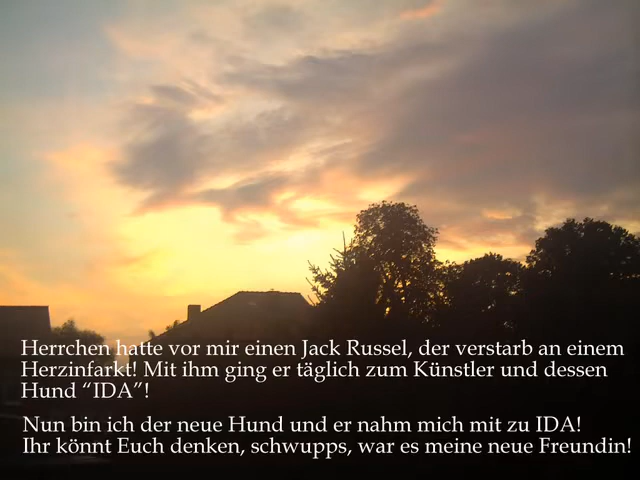 Herrchen hatte vor mir einen Jack Russel, der verstarb an einem
Herzinfarkt! Mit ihm ging er täglich zum Künstler und dessen
Hund “IDA”!
Nun bin ich der neue Hund und er nahm mich mit zu IDA!
Ihr könnt Euch denken, schwupps, war es meine neue Freundin!